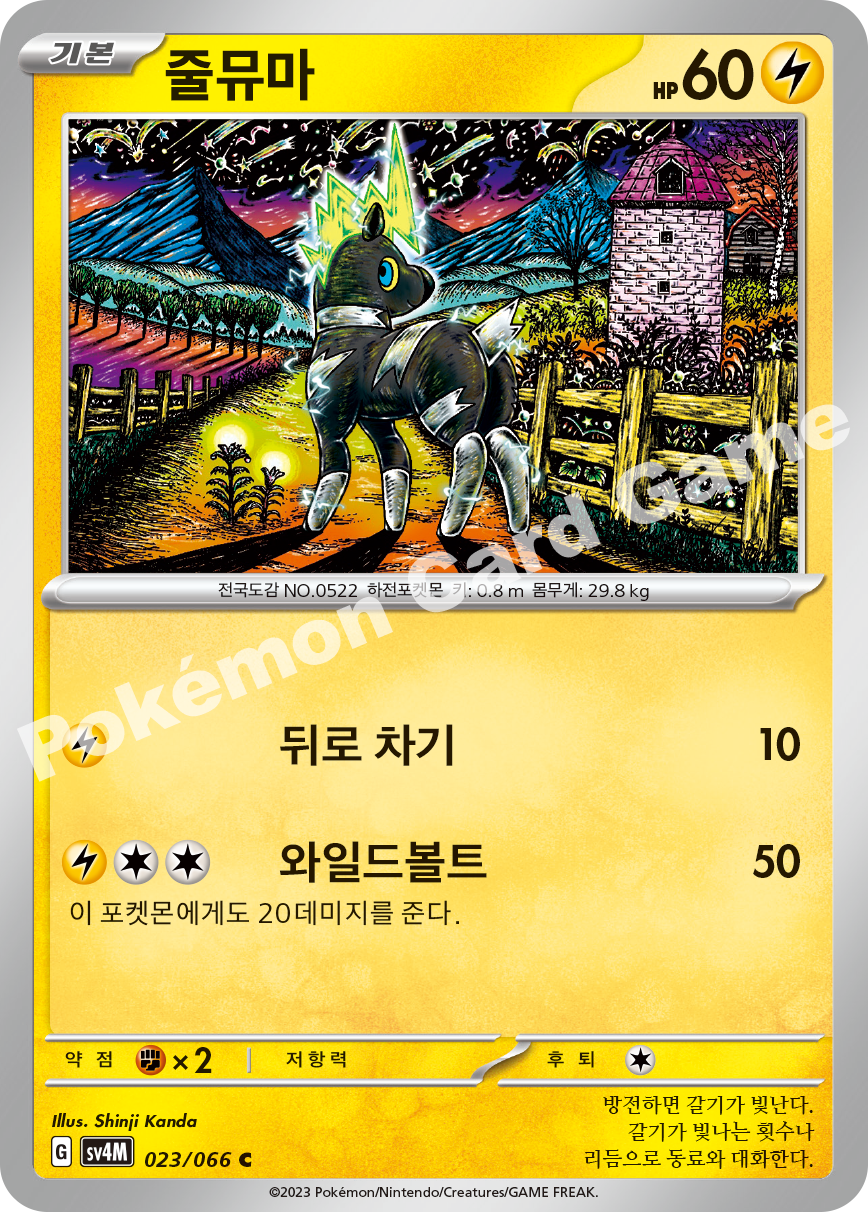 기본
줄뮤마
HP 60
전국도감 NO.0522 하전포켓몬 키: 0.8 m 몸무게: 29.8 kg
Pokémon Card Game
뒤로 차기 10
와일드볼트 50
이 포켓몬에게도 20데미지를 준다.
약점 ×2 저항력 후퇴
Illus. Shinji Kanda
방전하면 갈기가 빛난다.
갈기가 빛나는 횟수나
리듬으로 동료와 대화한다.
G sv4M 023/066 C
©2023 Pokémon/Nintendo/Creatures/GAME FREAK.